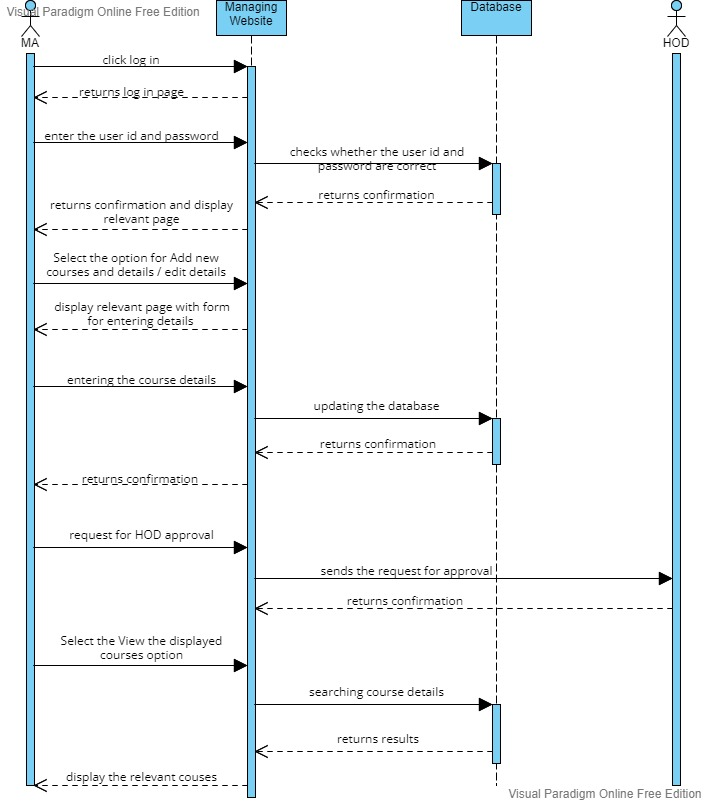 Visual Paradigm Online Free Edition
Managing
Website
Database
MA
HOD
click log in
returns log in page
enter the user id and password
checks whether the user id and
password are correct
returns confirmation
returns confirmation and display
relevant page
Select the option for Add new
courses and details / edit details
display relevant page with form
for entering details
entering the course details
updating the database
returns confirmation
returns confirmation
request for HOD approval
sends the request for approval
returns confirmation
Select the View the displayed
courses option
searching course details
returns results
display the relevant couses
Visual Paradigm Online Free Edition